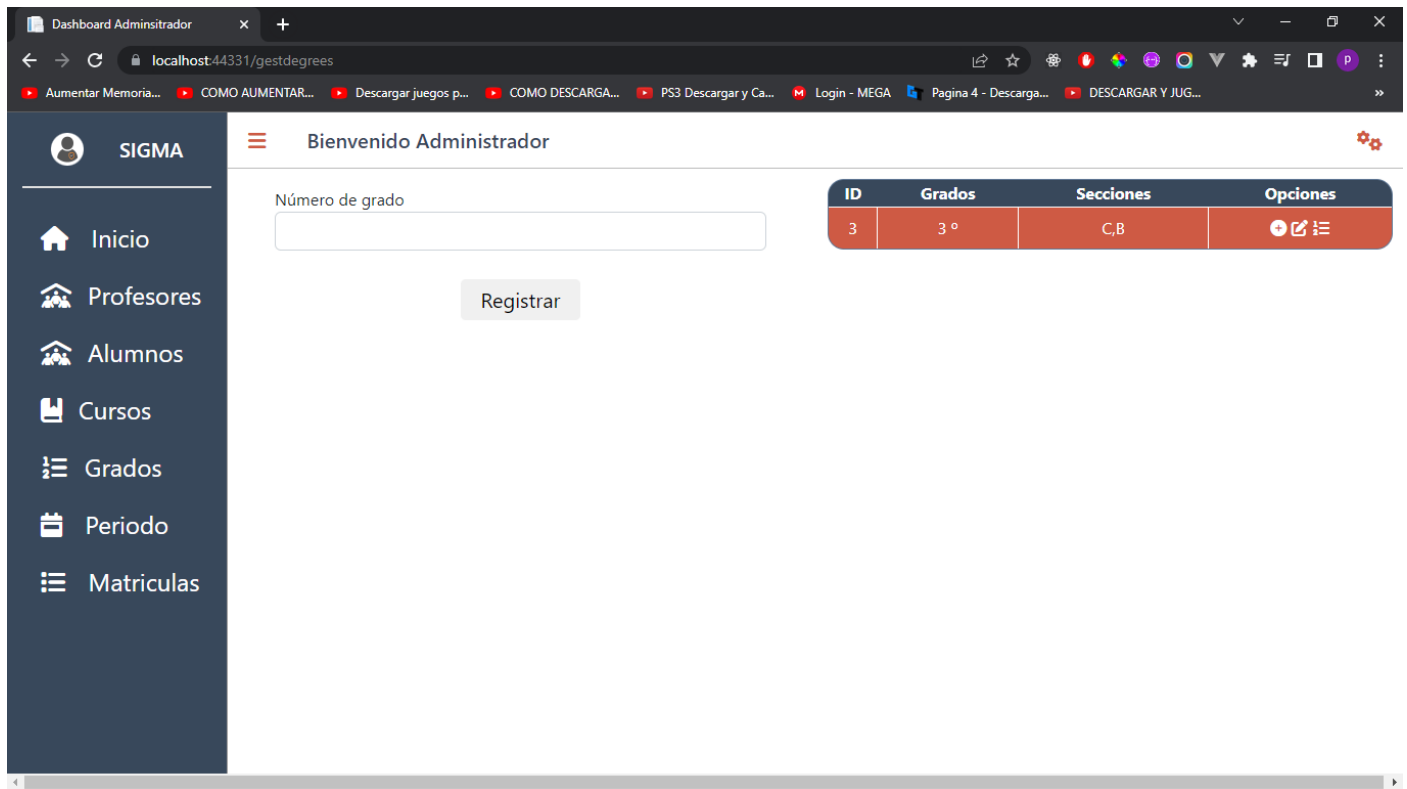 Dashboard Adminsitrador
localhost:44331/gestdegrees
P
Aumentar Memoria... COMO AUMENTAR... Descargar juegos p... COMO DESCARGA... PS3 Descargar y Ca... M Login - MEGA Pagina 4 - Descarga... DESCARGAR Y JUG... »
SIGMA
Bienvenido Administrador
Inicio
Profesores
Alumnos
Cursos
Grados
Periodo
Matriculas
Número de grado
Registrar
ID Grados Secciones Opciones
3 3 º C,B